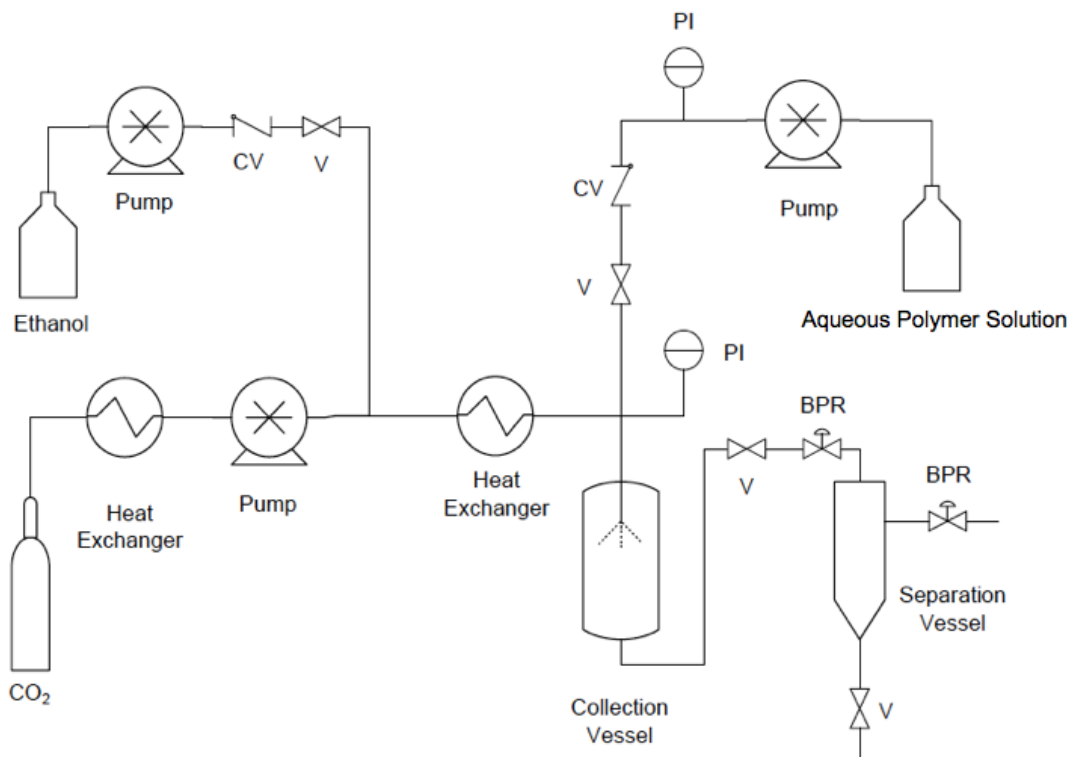 PI
CV
V
Pump
Ethanol
CV
Pump
V
Aqueous Polymer Solution
PI
BPR
Heat
Exchanger
Pump
Heat
Exchanger
V
BPR
Separation
Vessel
CO₂
Collection
Vessel
V